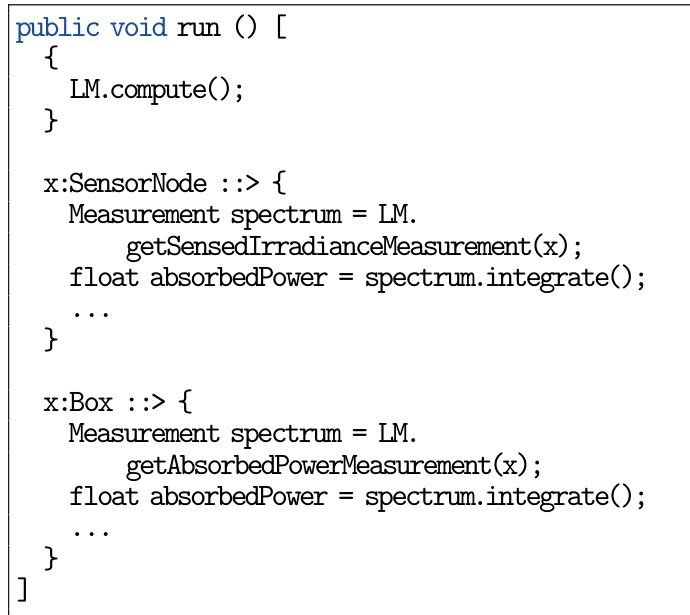 public void run () [
{
LM.compute();
}
x:SensorNode ::> {
Measurement spectrum = LM.
getSensedIrradianceMeasurement(x);
float absorbedPower = spectrum.integrate();
...
}
x:Box ::> {
Measurement spectrum = LM.
getAbsorbedPowerMeasurement(x);
float absorbedPower = spectrum.integrate();
...
}
]